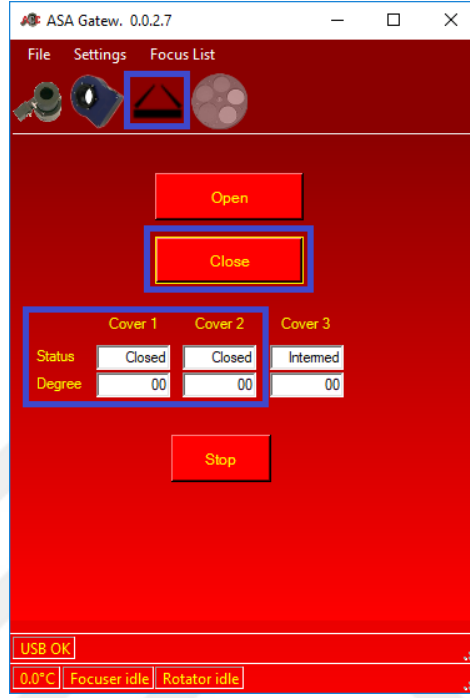 ASA Gatew. 0.0.2.7
File Settings Focus List
Open
Close
Cover 1 Cover 2 Cover 3
Status Closed Closed Intermed
Degree 00 00 00
Stop
USB OK
0.0°C Focuser idle Rotator idle